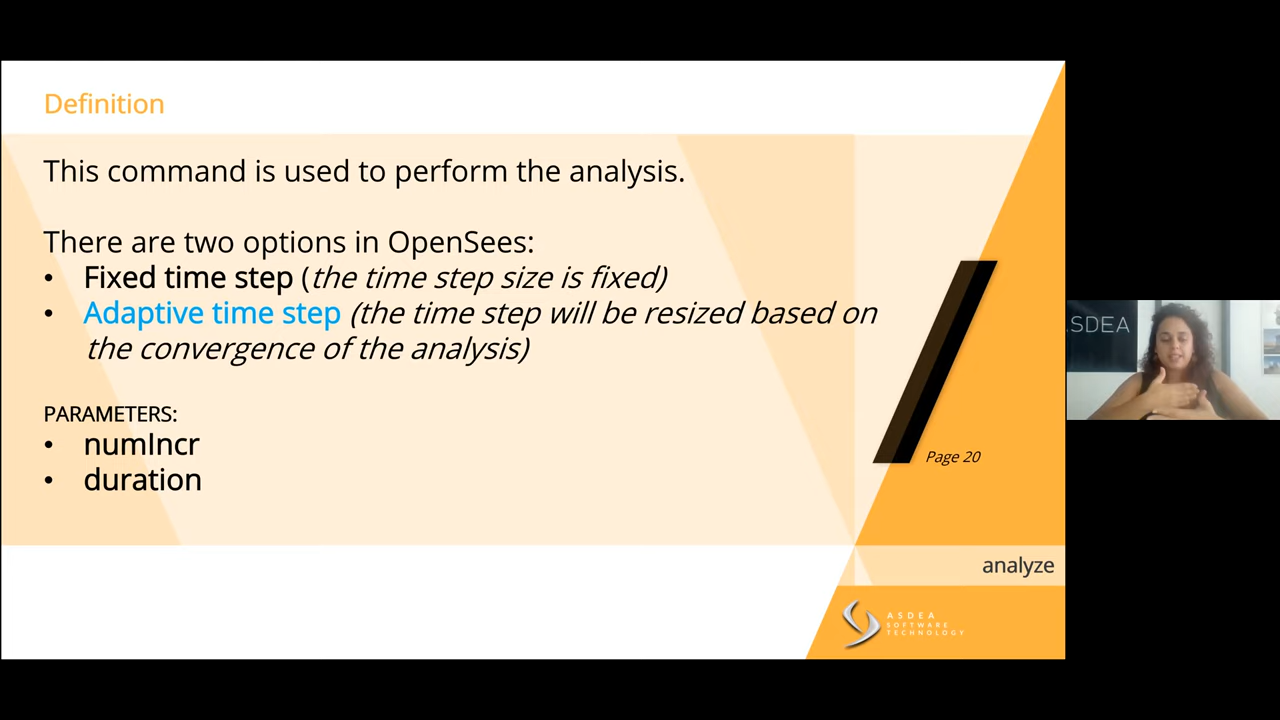 Definition
This command is used to perform the analysis.
There are two options in OpenSees:
• Fixed time step (the time step size is fixed)
• Adaptive time step (the time step will be resized based on
the convergence of the analysis)
PARAMETERS:
• numIncr
• duration
Page 20
analyze
ASDEA
SOFTWARE
TECHNOLOGY
SDEA